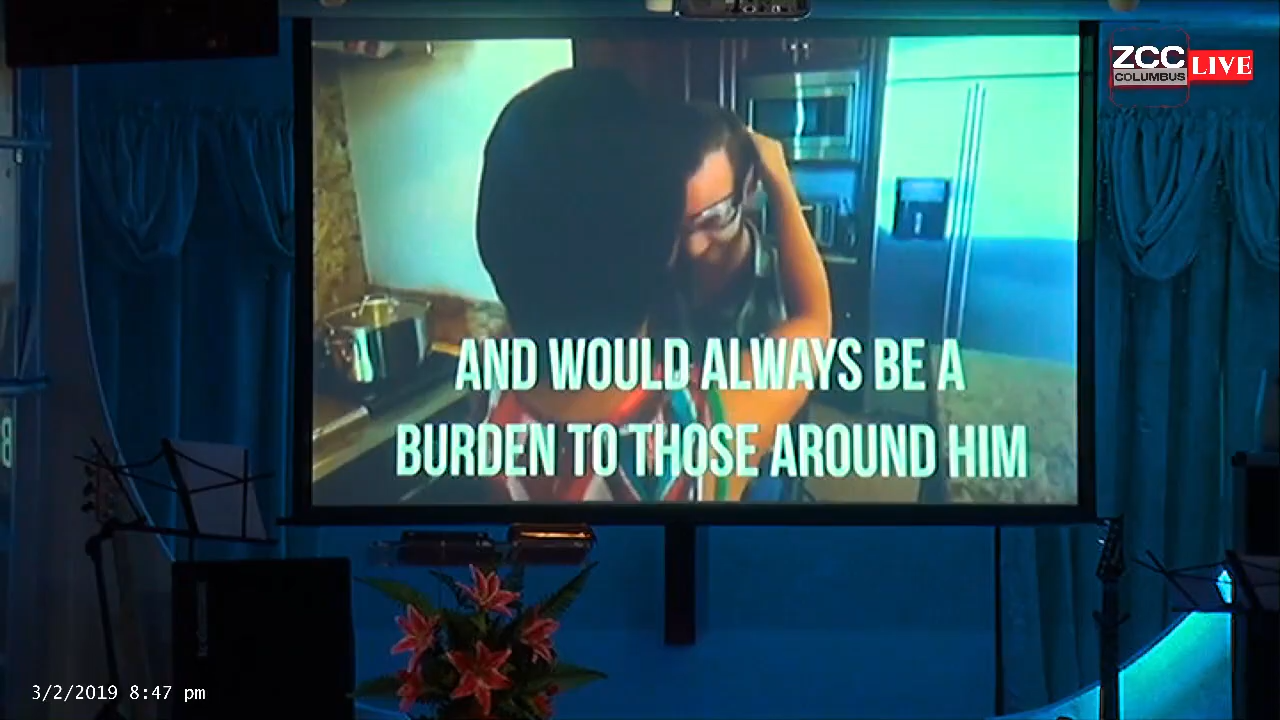 ZCC
COLUMBUS
LIVE
AND WOULD ALWAYS BE A
BURDEN TO THOSE AROUND HIM
B
3/2/2019 8:47 pm